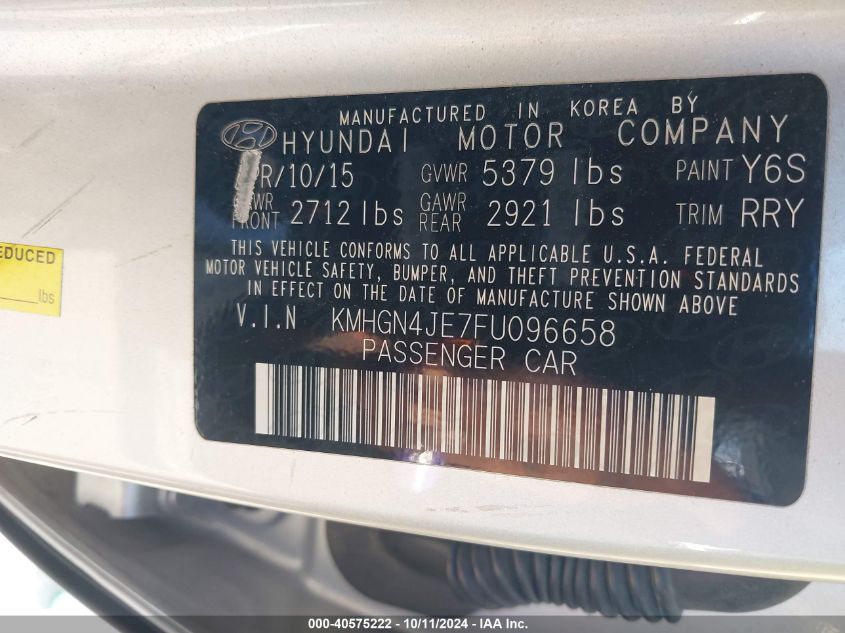 MANUFACTURED IN KOREA BY
HYUNDAI MOTOR COMPANY
/10/15 GVWR 5379 lbs PAINT Y6S
FRONT 2712 lbs GAWR REAR 2921 lbs TRIM RRY
THIS VEHICLE CONFORMS TO ALL APPLICABLE U.S.A. FEDERAL
MOTOR VEHICLE SAFETY, BUMPER, AND THEFT PREVENTION STANDARDS
IN EFFECT ON THE DATE OF MANUFACTURE SHOWN ABOVE
V.I.N KMHGN4JE7FU096658
PASSENGER CAR
lbs
000-40575222 - 10/11/2024 - IAA Inc.